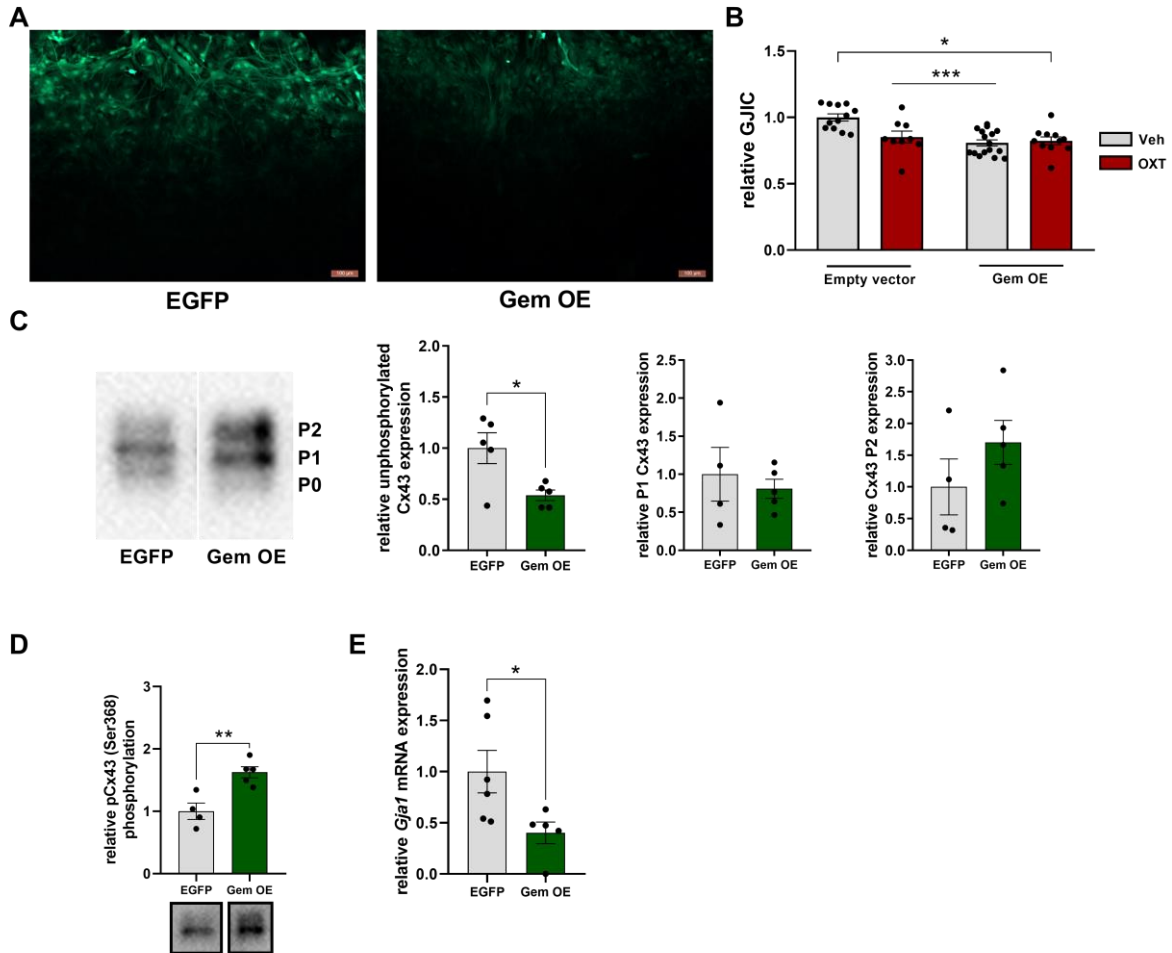 A
100 µm
100 µm
EGFP
Gem OE
B
relative GJIC
1.5
1.0
0.5
0.0
*
***
Empty vector
Gem OE
Veh
OXT
C
P2
P1
P0
EGFP
Gem OE
relative unphosphorylated
Cx43 expression
2.0
1.5
1.0
0.5
0.0
*
EGFP
Gem OE
relative P1 Cx43 expression
2.5
2.0
1.5
1.0
0.5
0.0
EGFP
Gem OE
relative Cx43 P2 expression
3.0
2.5
2.0
1.5
1.0
0.5
0.0
EGFP
Gem OE
D
relative pCx43 (Ser368)
phosphorylation
3
2
1
0
**
EGFP
Gem OE
E
relative Gja1 mRNA expression
2.0
1.5
1.0
0.5
0.0
*
EGFP
Gem OE